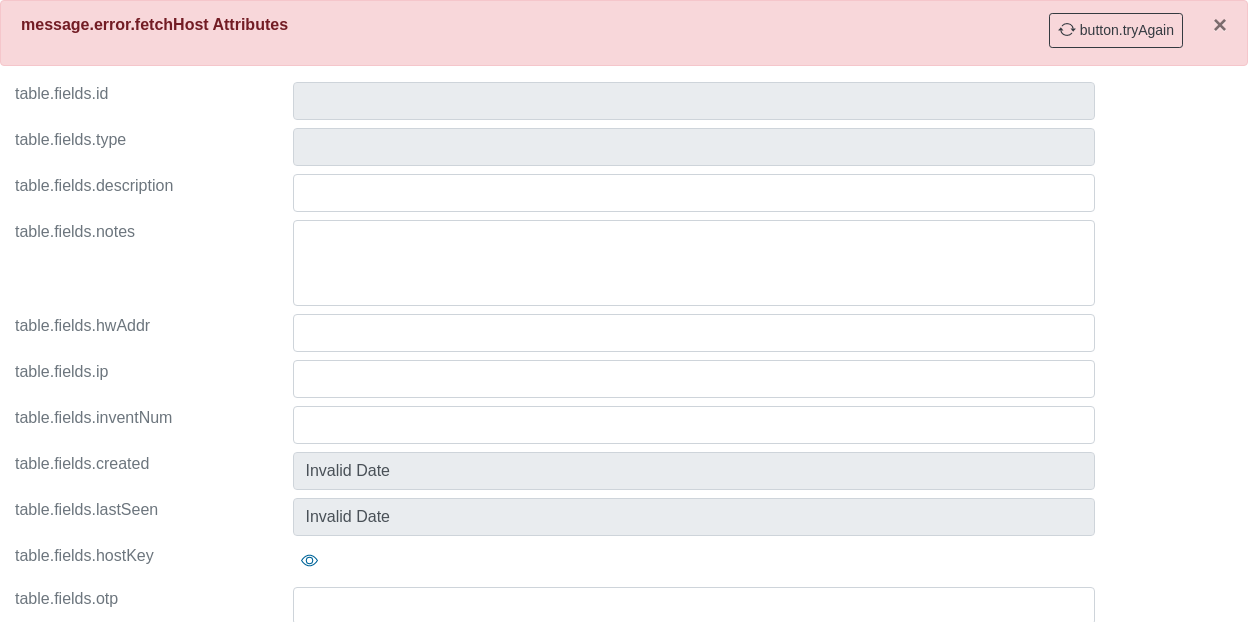 message.error.fetchHost Attributes
button.tryAgain
×
table.fields.id
table.fields.type
table.fields.description
table.fields.notes
table.fields.hwAddr
table.fields.ip
table.fields.inventNum
table.fields.created
Invalid Date
table.fields.lastSeen
Invalid Date
table.fields.hostKey
table.fields.otp